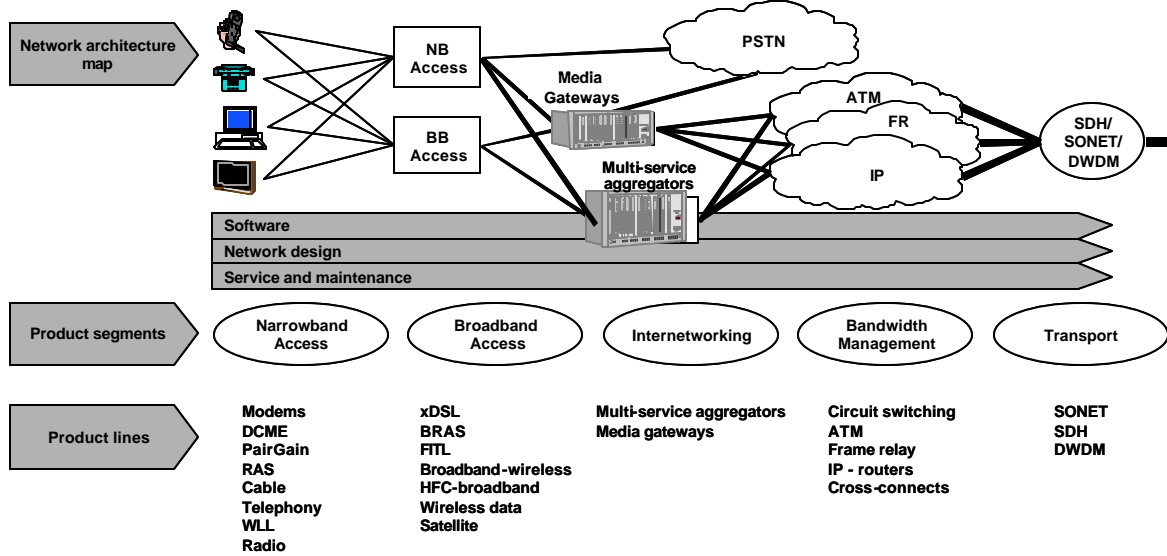 Network architecture
map
NB
Access
BB
Access
Media
Gateways
Multi-service
aggregators
PSTN
ATM
FR
IP
SDH/
SONET/
DWDM
Software
Network design
Service and maintenance
Product segments
Narrowband
Access
Broadband
Access
Internetworking
Bandwidth
Management
Transport
Product lines
Modems
DCME
PairGain
RAS
Cable
Telephony
WLL
Radio
xDSL
BRAS
FITL
Broadband-wireless
HFC-broadband
Wireless data
Satellite
Multi-service aggregators
Media gateways
Circuit switching
ATM
Frame relay
IP - routers
Cross-connects
SONET
SDH
DWDM